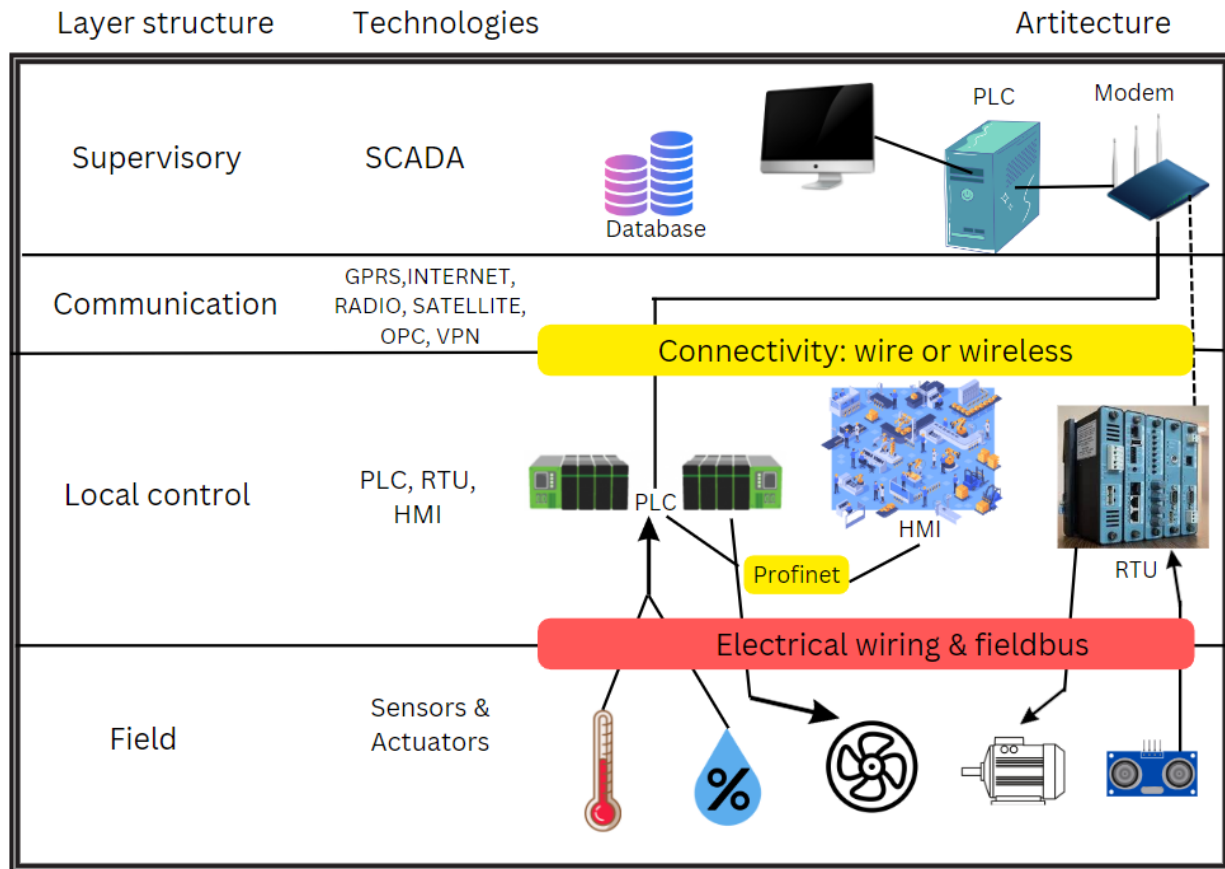 Layer structure
Technologies
Artitecture
Supervisory
SCADA
Database
PLC
Modem
Communication
GPRS,INTERNET,
RADIO, SATELLITE,
OPC, VPN
Connectivity: wire or wireless
Local control
PLC, RTU,
HMI
PLC
HMI
Profinet
RTU
Electrical wiring & fieldbus
Field
Sensors &
Actuators
%